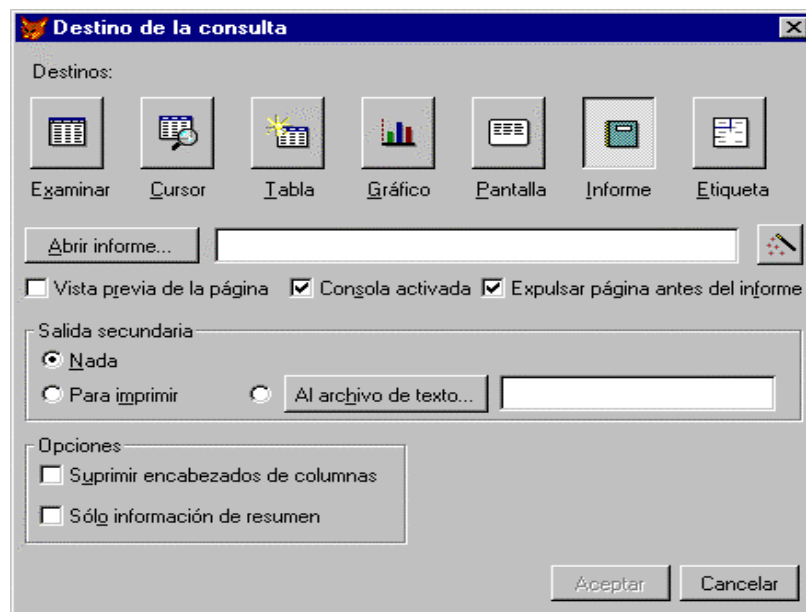 Destino de la consulta
Destinos:
Examinar Cursor Tabla Gráfico Pantalla Informe Etiqueta
Abrir informe...
Vista previa de la página Consola activada Expulsar página antes del informe
Salida secundaria
Nada
Para imprimir Al archivo de texto...
Opciones
Suprimir encabezados de columnas
Sólo información de resumen
Aceptar Cancelar